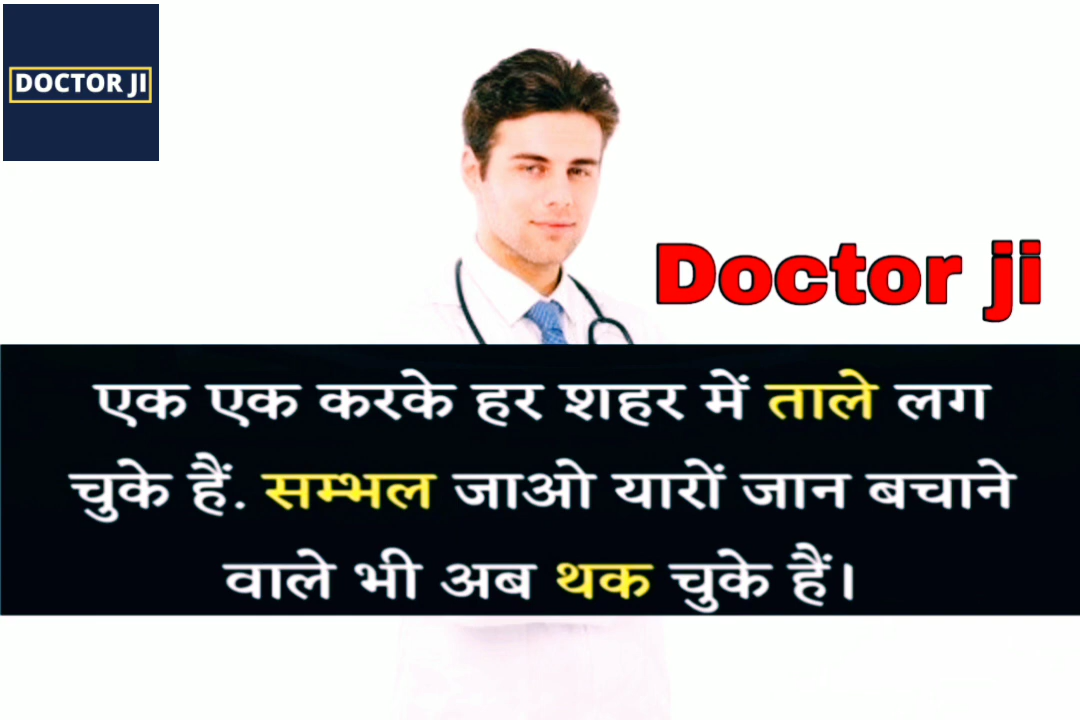 DOCTOR JI
Doctor ji
एक एक करके हर शहर में ताले लग
चुके हैं. सम्भल जाओ यारों जान बचाने
वाले भी अब थक चुके हैं।